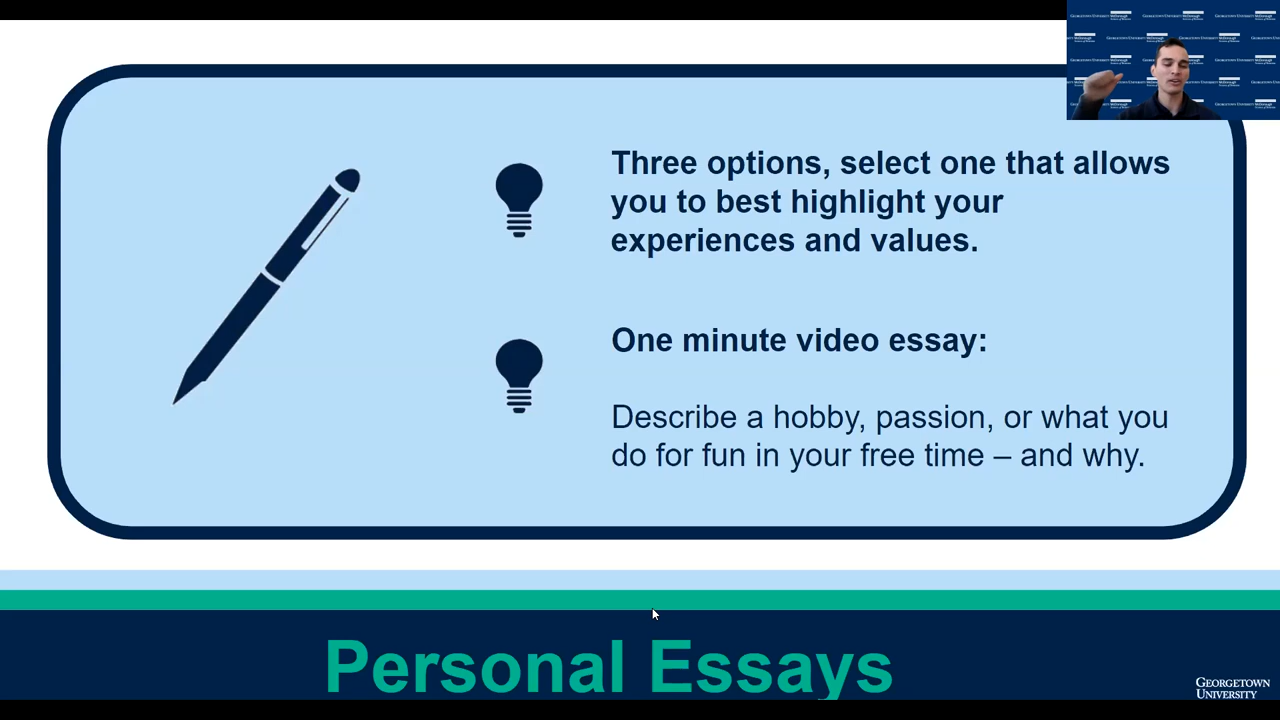 Three options, select one that allows
you to best highlight your
experiences and values.
One minute video essay:
Describe a hobby, passion, or what you
do for fun in your free time – and why.
Personal Essays
GEORGETOWN
UNIVERSITY